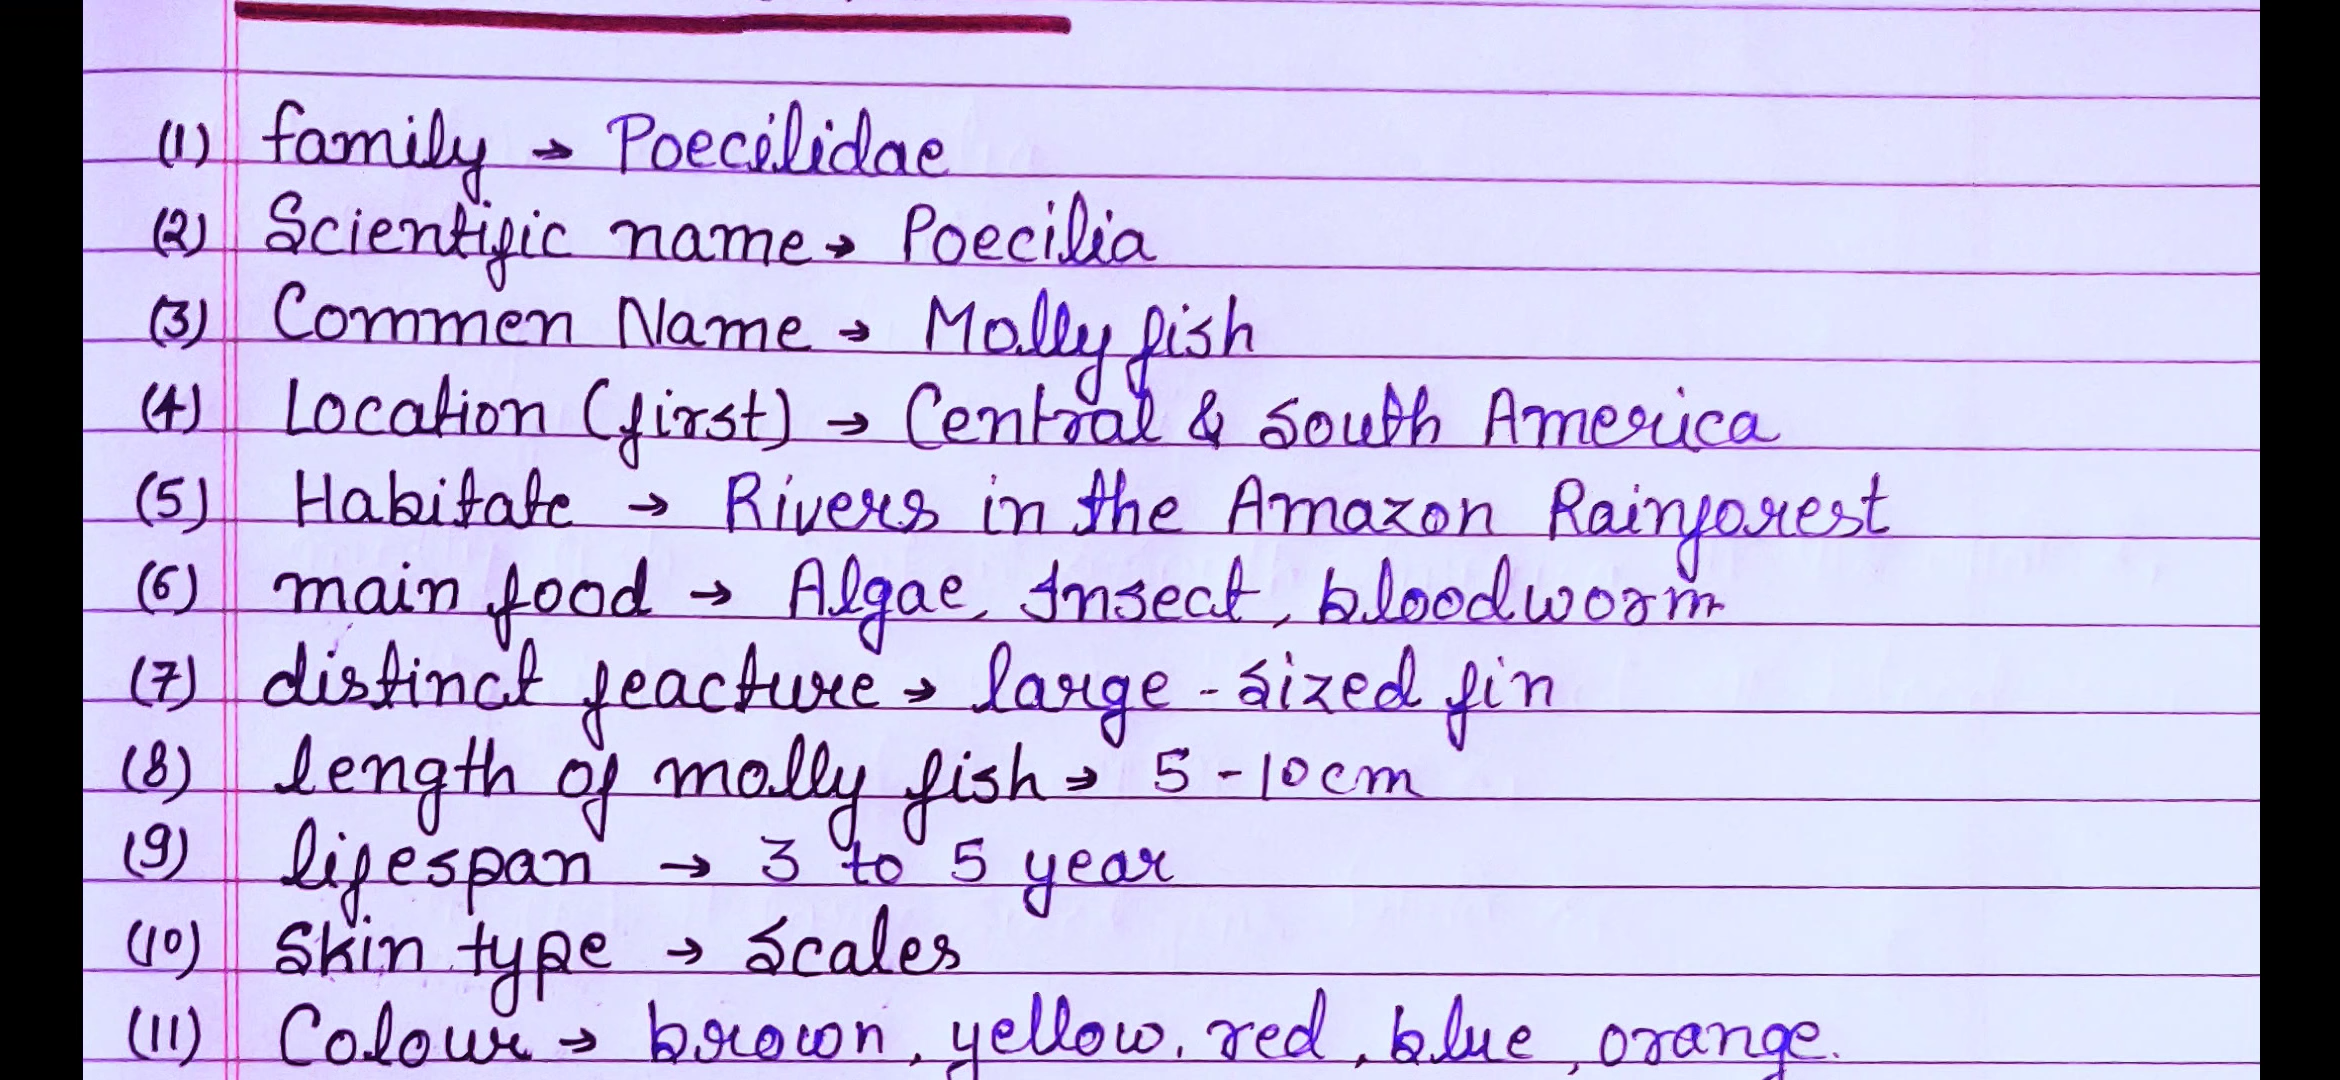 (1) family → Poecilidae
(2) Scientific name → Poecilia
(3) Commen Name → Molly fish
(4) Location (first) → Central & South America
(5) Habitate → Rivers in the Amazon Rainforest
(6) main food → Algae, Insect, bloodworm
(7) distinct feacture → large-sized fin
(8) length of molly fish → 5-10cm
(9) lifespan → 3 to 5 year
(10) Skin type → Scales
(11) Colour → brown, yellow, red, blue, orange.